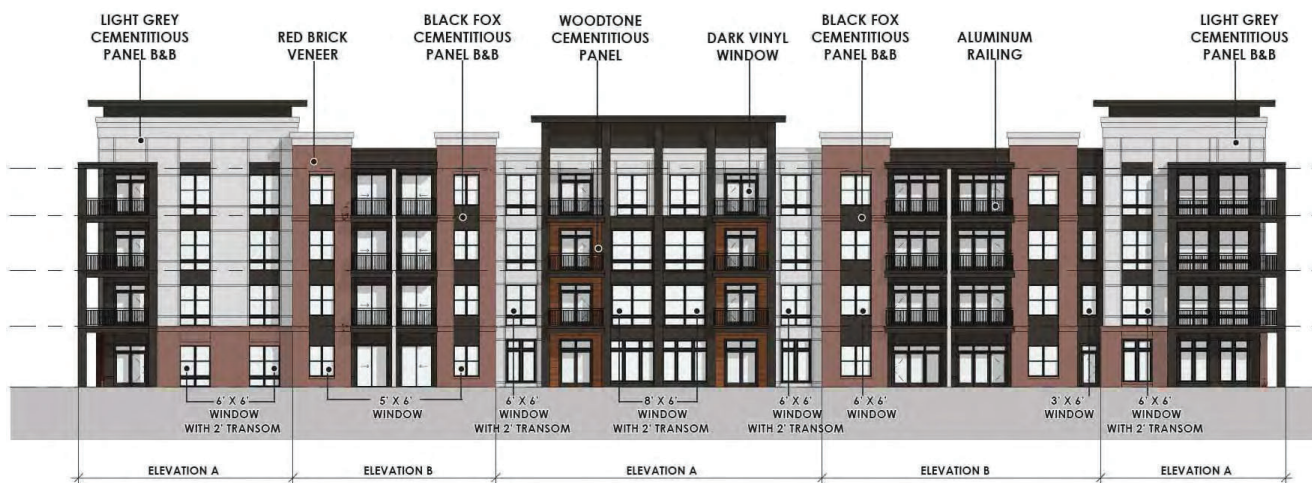 LIGHT GREY
CEMENTITIOUS
PANEL B&B
RED BRICK
VENEER
BLACK FOX
CEMENTITIOUS
PANEL B&B
WOODTONE
CEMENTITIOUS
PANEL
DARK VINYL
WINDOW
BLACK FOX
CEMENTITIOUS
PANEL B&B
ALUMINUM
RAILING
LIGHT GREY
CEMENTITIOUS
PANEL B&B
6' X 6'
WINDOW
WITH 2' TRANSOM
5' X 6'
WINDOW
6' X 6'
WINDOW
WITH 2' TRANSOM
8' X 6'
WINDOW
WITH 2' TRANSOM
6' X 6'
WINDOW
WITH 2' TRANSOM
6' X 6'
WINDOW
3' X 6'
WINDOW
6' X 6'
WINDOW
WITH 2' TRANSOM
ELEVATION A
ELEVATION B
ELEVATION A
ELEVATION B
ELEVATION A